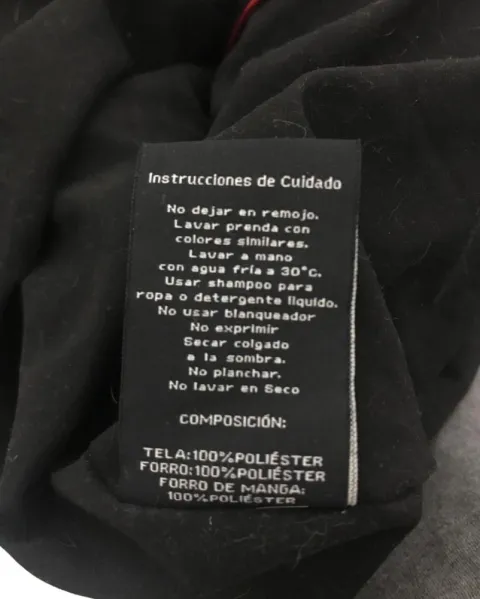 Instrucciones de Cuidado
No dejar en remojo.
Lavar prenda con
colores similares.
Lavar a mano
con agua fría a 30°C.
Usar shampoo para
ropa o detergente líquido.
No usar blanqueador
No exprimir
Secar colgado
a la sombra.
No planchar.
No lavar en Seco
COMPOSICIÓN:
TELA:100%POLIÉSTER
FORRO:100%POLIÉSTER
FORRO DE MANGA:
100%POLIÉSTER